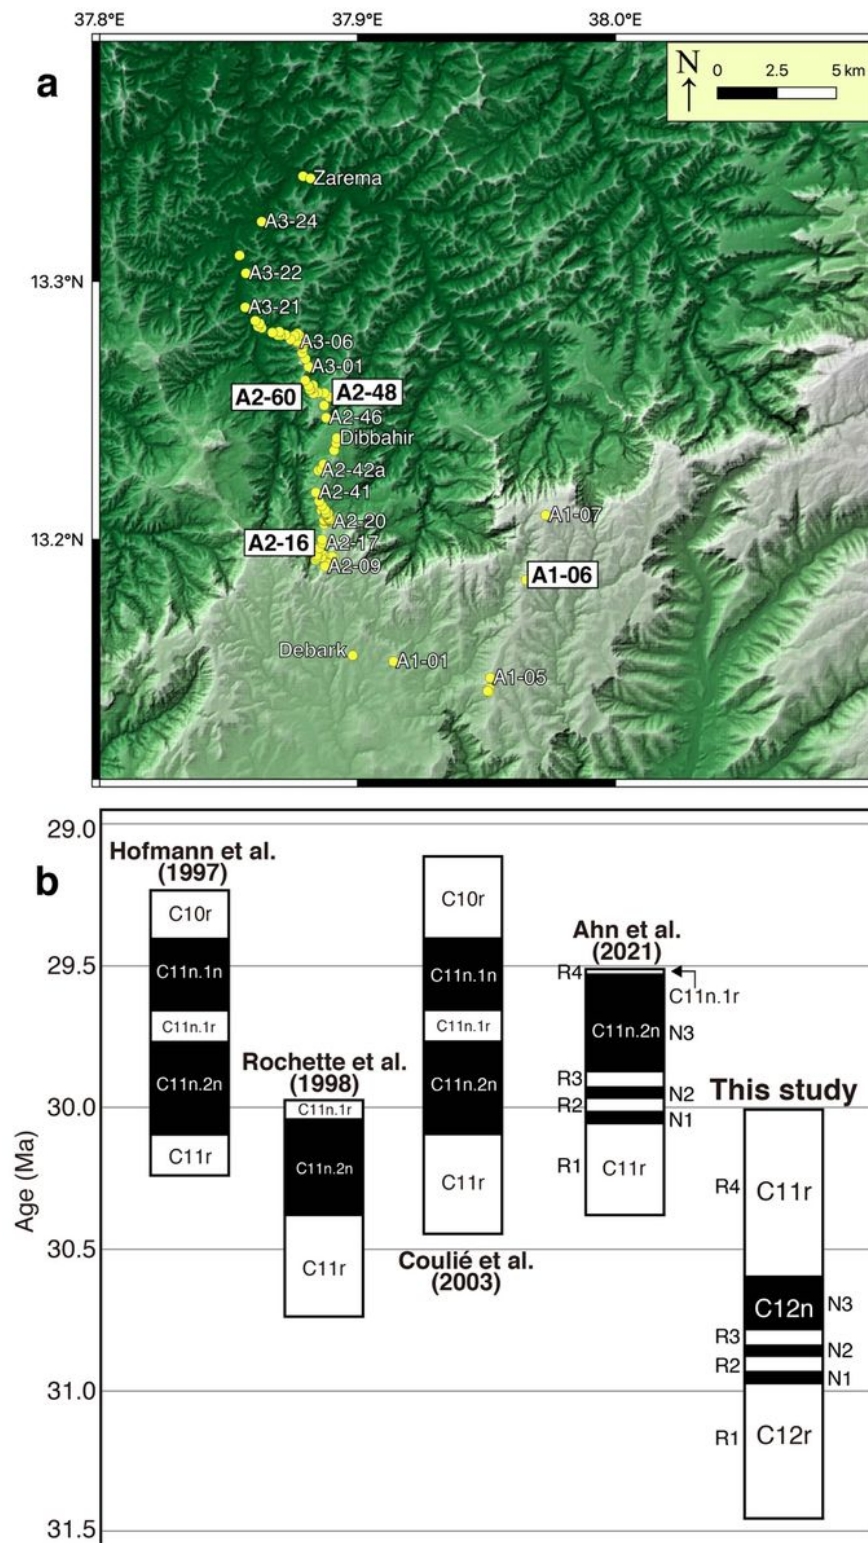 37.8°E
37.9°E
38.0°E
a
N
0 2.5 5 km
Zarema
A3-24
13.3°N
A3-22
A3-21
A3-06
A3-01
A2-60
A2-48
A2-46
Dibbahir
A2-42a
A2-41
A1-07
A2-20
13.2°N
A2-16
A2-17
A2-09
A1-06
Debark
A1-01
A1-05
b
Age (Ma)
29.0
29.5
30.0
30.5
31.0
31.5
Hofmann et al.
(1997)
C10r
C11n.1n
C11n.1r
C11n.2n
C11r
Rochette et al.
(1998)
C11n.1r
C11n.2n
C11r
C10r
C11n.1n
C11n.1r
C11n.2n
C11r
Coulié et al.
(2003)
Ahn et al.
(2021)
R4
C11n.1r
C11n.2n
N3
R3
N2
R2
N1
R1
C11r
This study
R4
C11r
C12n
N3
R3
N2
R2
N1
R1
C12r